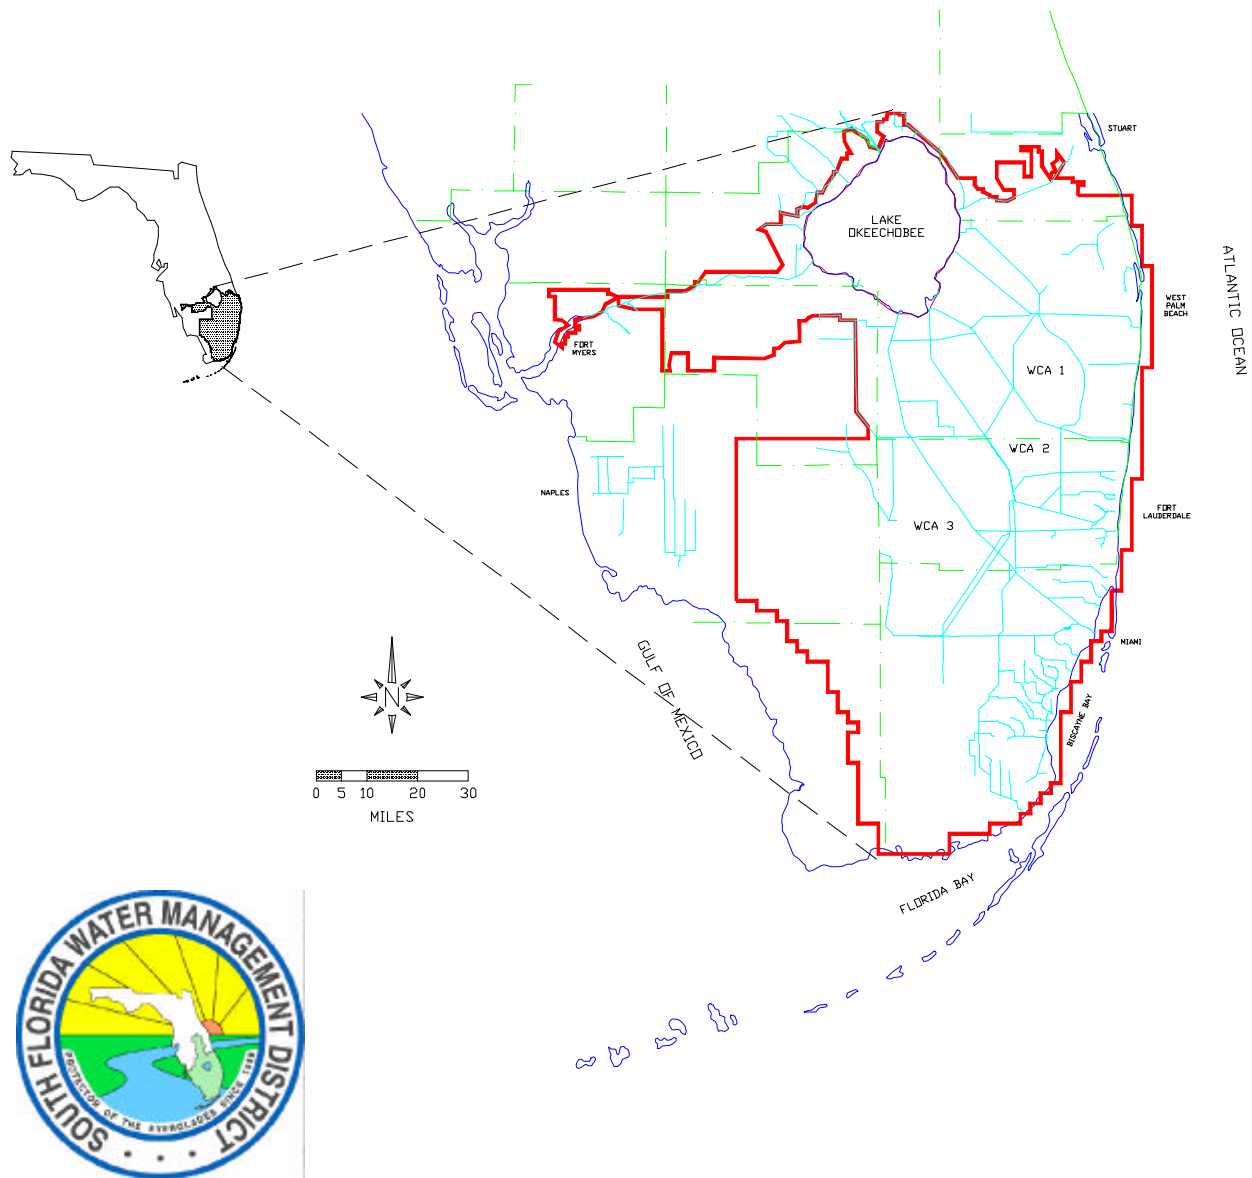 STUART
LAKE
OKEECHOBEE
ATLANTIC OCEAN
WEST
PALM
BEACH
FORT
MYERS
WCA 1
WCA 2
NAPLES
WCA 3
FORT
LAUDERDALE
MIAMI
GULF OF MEXICO
BISCAYNE BAY
N
0 5 10 20 30
MILES
FLORIDA BAY
SOUTH FLORIDA WATER MANAGEMENT DISTRICT
PROTECTOR OF THE EVERGLADES SINCE 1949